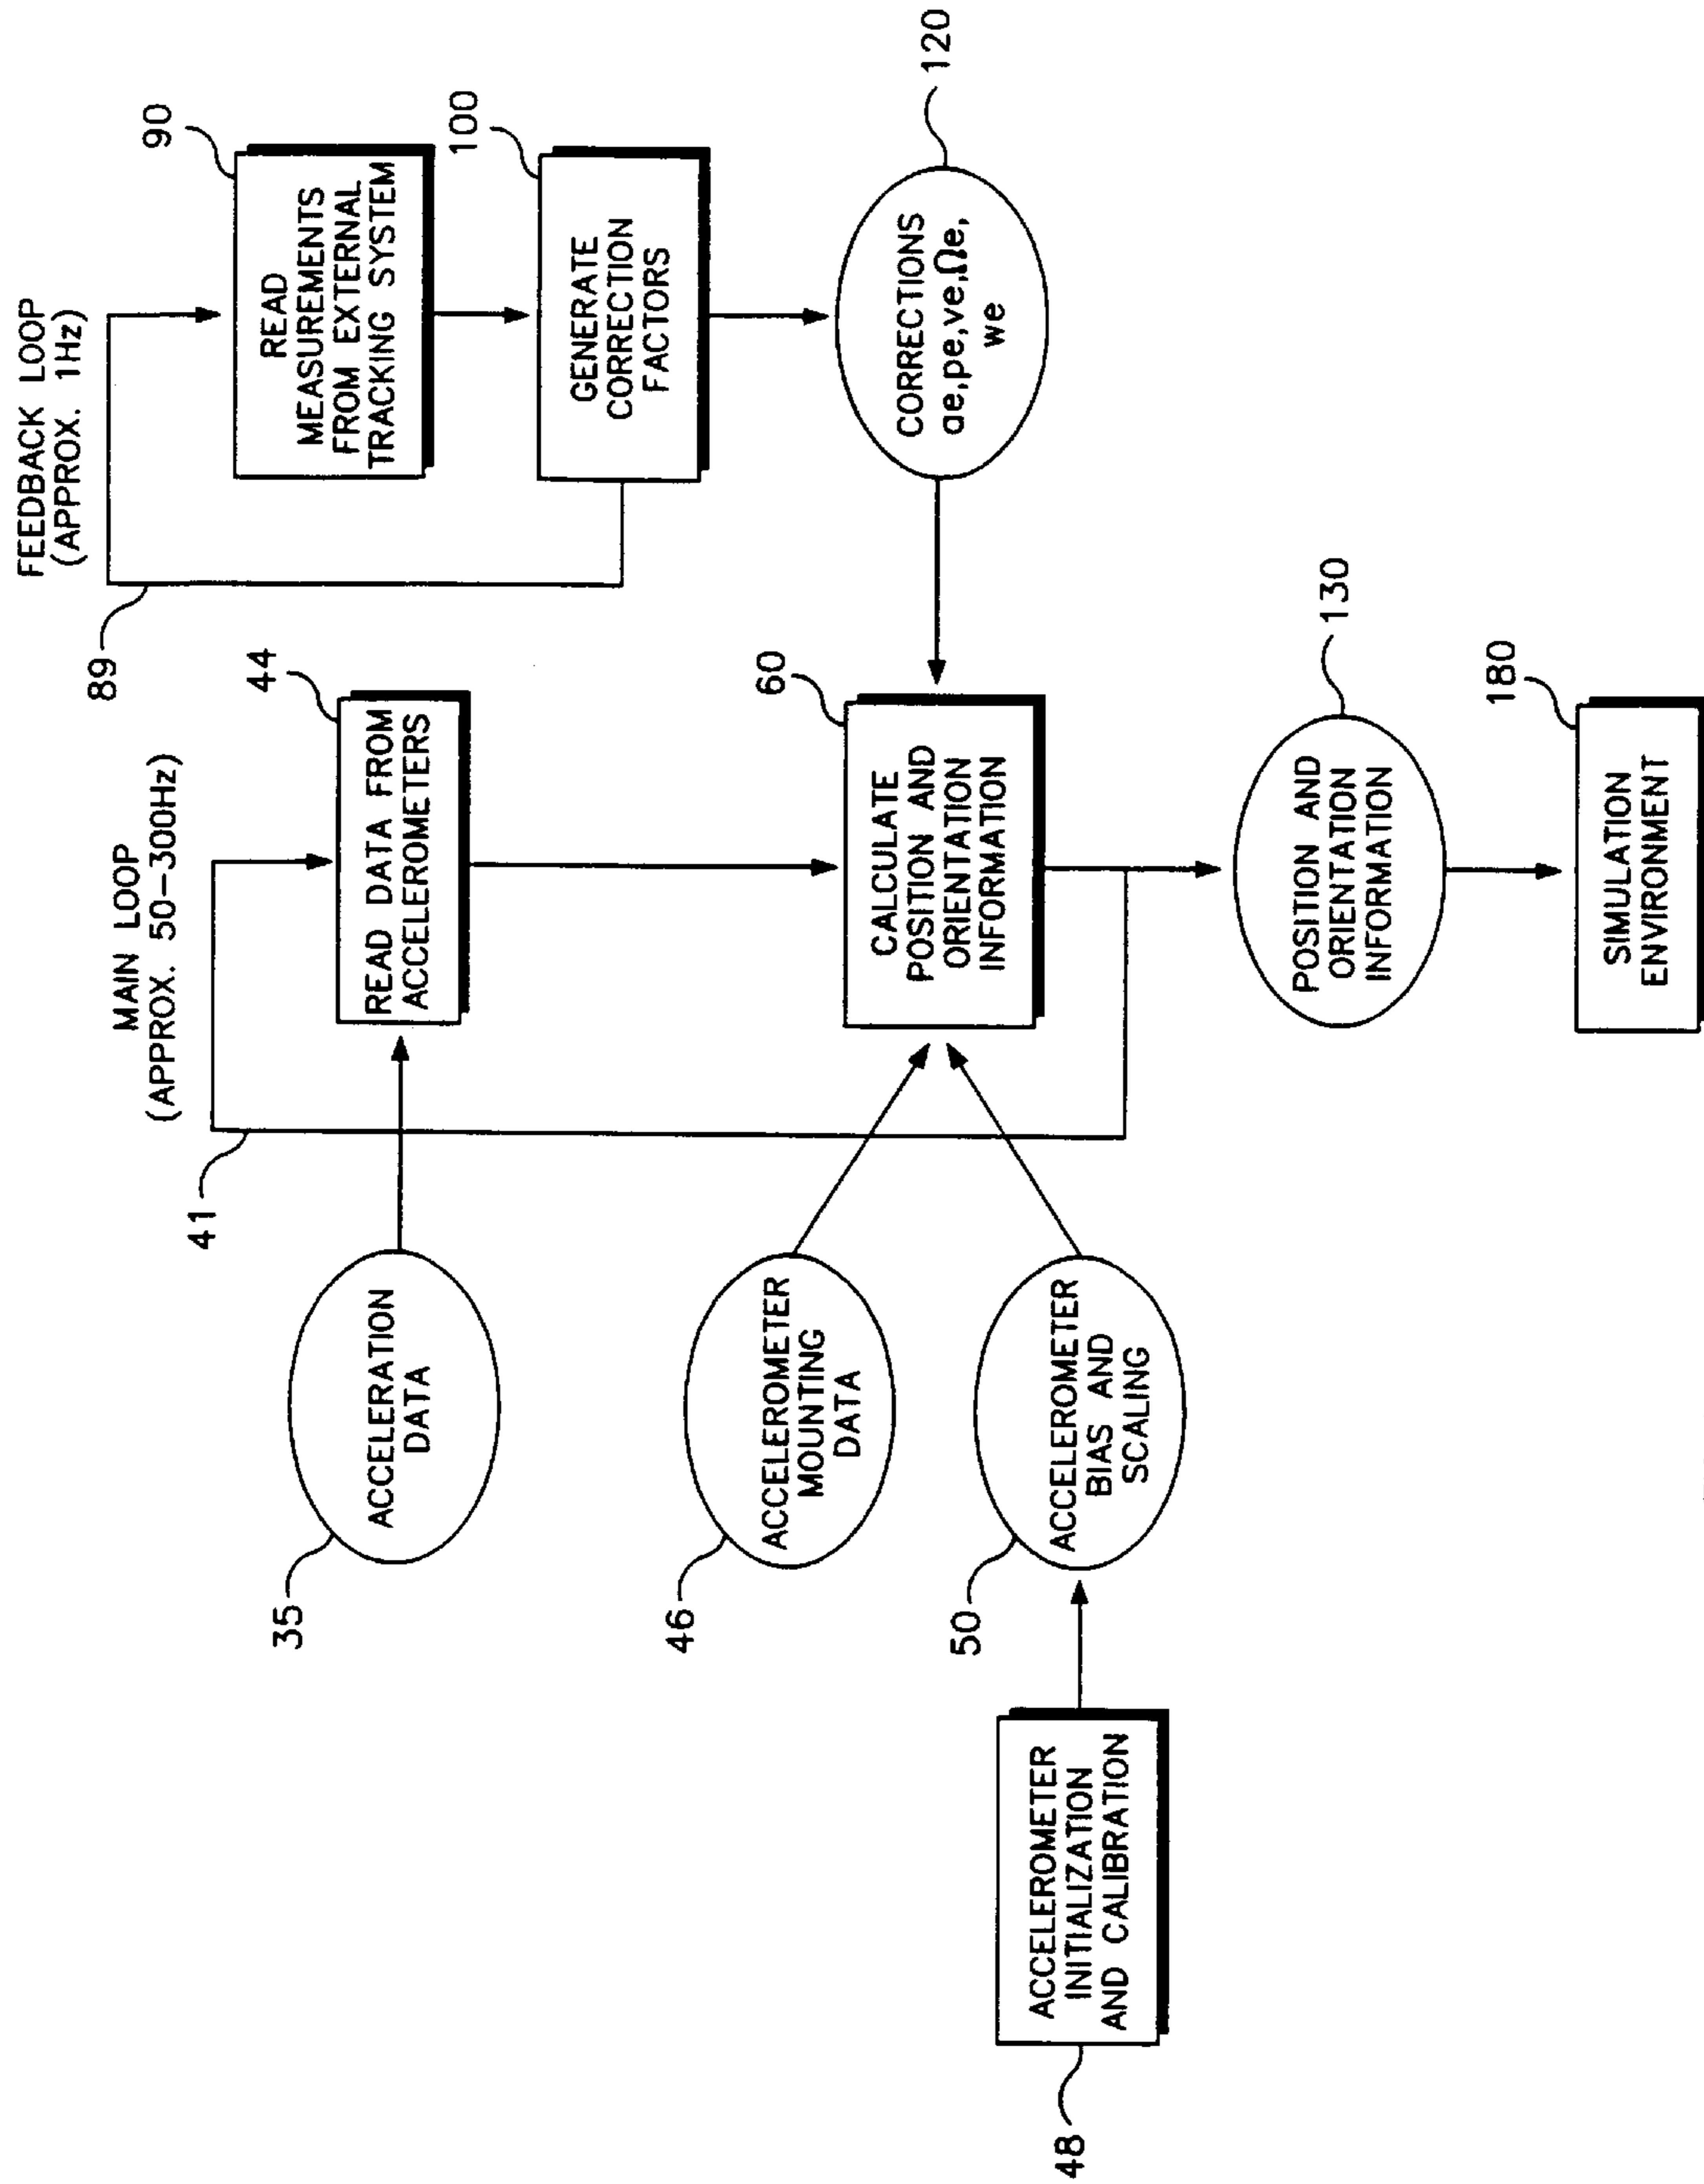 FEEDBACK LOOP
(APPROX. 1Hz)
89
90
READ
MEASUREMENTS
FROM EXTERNAL
TRACKING SYSTEM
100
GENERATE
CORRECTION
FACTORS
120
CORRECTIONS
ae,pe,ve,Ωe,
we
MAIN LOOP
(APPROX. 50-300Hz)
41
44
READ DATA FROM
ACCELEROMETERS
60
CALCULATE
POSITION AND
ORIENTATION
INFORMATION
130
POSITION AND
ORIENTATION
INFORMATION
180
SIMULATION
ENVIRONMENT
35
ACCELERATION
DATA
46
ACCELEROMETER
MOUNTING
DATA
50
ACCELEROMETER
BIAS AND
SCALING
48
ACCELEROMETER
INITIALIZATION
AND CALIBRATION